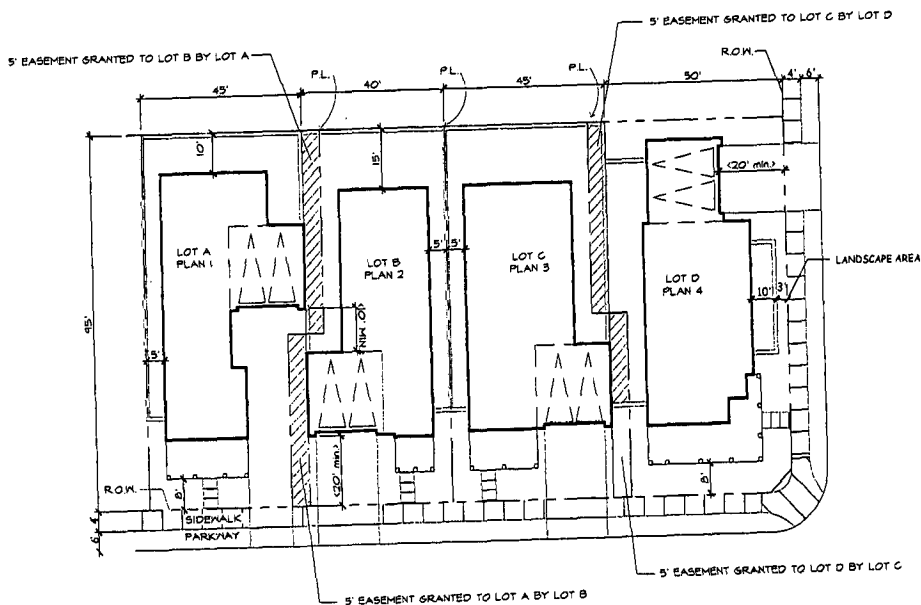 5' EASEMENT GRANTED TO LOT C BY LOT D
5' EASEMENT GRANTED TO LOT B BY LOT A
R.O.W.
P.L.
P.L.
P.L.
45'
40'
45'
50'
4'
6'
10'
15'
<20' min.>
95'
LOT A
PLAN 1
LOT B
PLAN 2
5'
5'
LOT C
PLAN 3
LOT D
PLAN 4
LANDSCAPE AREA
10'
3'
10' MIN
5'
8'
<20' min.>
8'
R.O.W.
SIDEWALK
PARKWAY
4'
6'
5' EASEMENT GRANTED TO LOT D BY LOT C
5' EASEMENT GRANTED TO LOT A BY LOT B